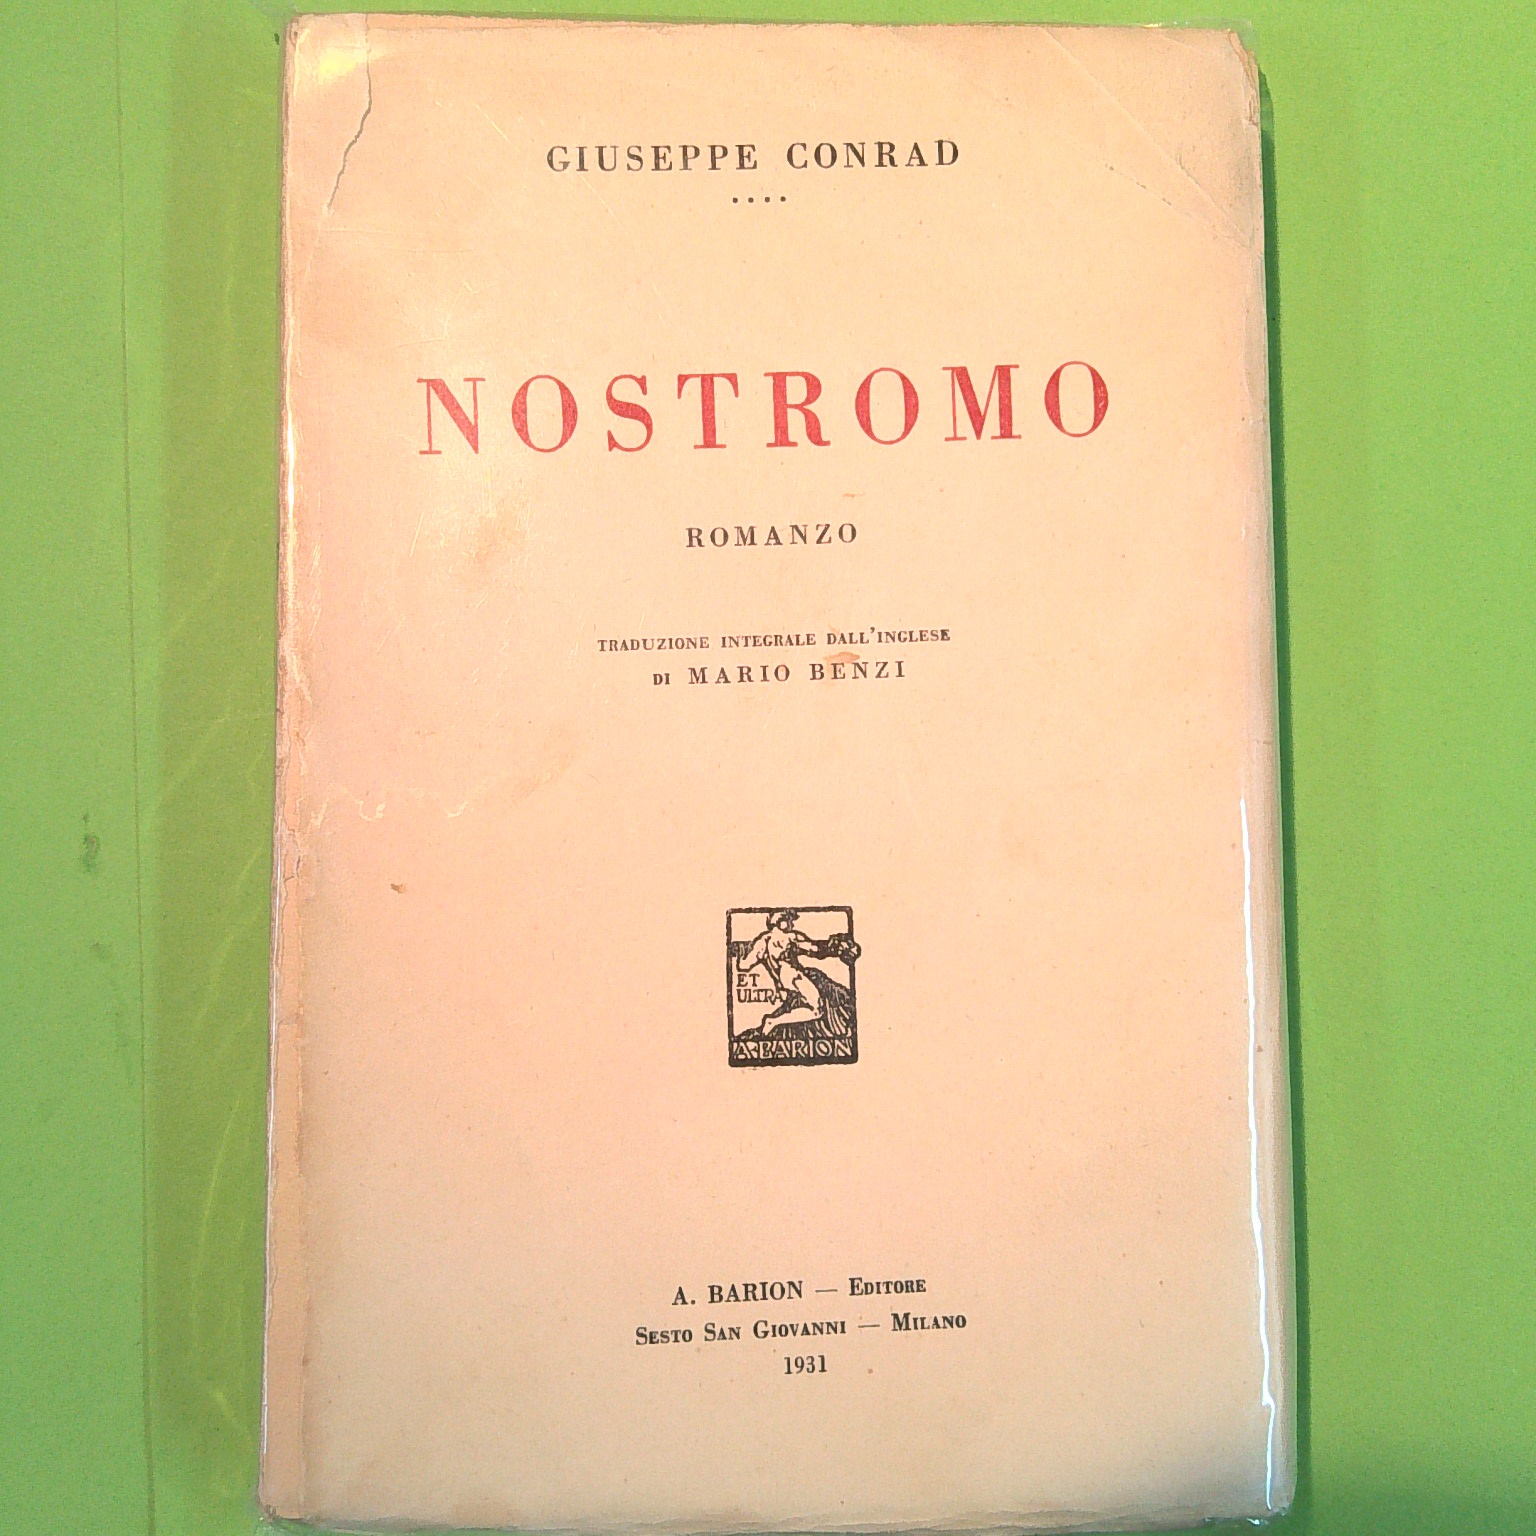 GIUSEPPE CONRAD
....
NOSTROMO
ROMANZO
TRADUZIONE INTEGRALE DALL'INGLESE
DI MARIO BENZI
ET
ULTRA
A·BARION
A. BARION — EDITORE
SESTO SAN GIOVANNI — MILANO
1931